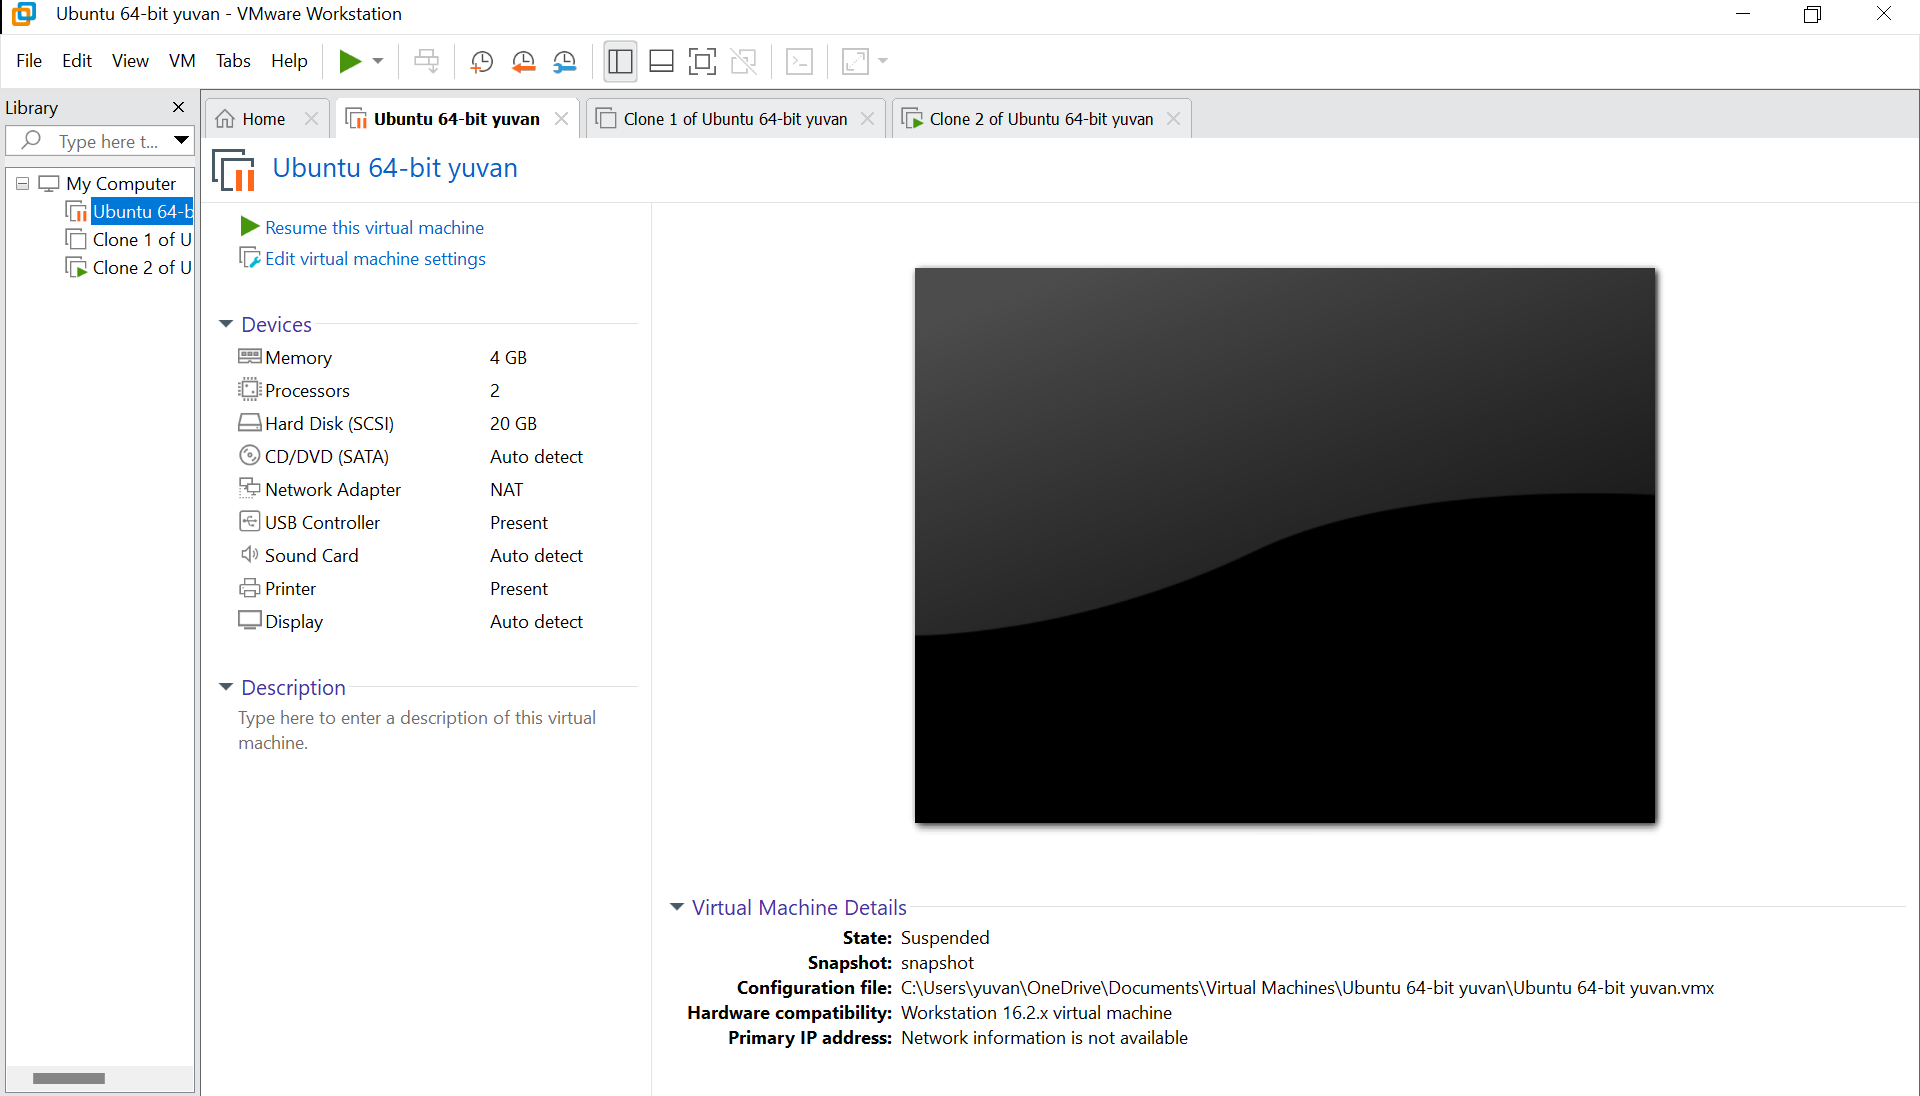 Ubuntu 64-bit yuvan - VMware Workstation
File Edit View VM Tabs Help
Library
Type here t...
My Computer
Ubuntu 64-b
Clone 1 of U
Clone 2 of U
Home
Ubuntu 64-bit yuvan
Clone 1 of Ubuntu 64-bit yuvan
Clone 2 of Ubuntu 64-bit yuvan
Ubuntu 64-bit yuvan
Resume this virtual machine
Edit virtual machine settings
Devices
Memory 4 GB
Processors 2
Hard Disk (SCSI) 20 GB
CD/DVD (SATA) Auto detect
Network Adapter NAT
USB Controller Present
Sound Card Auto detect
Printer Present
Display Auto detect
Description
Type here to enter a description of this virtual
machine.
Virtual Machine Details
State: Suspended
Snapshot: snapshot
Configuration file: C:\Users\yuvan\OneDrive\Documents\Virtual Machines\Ubuntu 64-bit yuvan\Ubuntu 64-bit yuvan.vmx
Hardware compatibility: Workstation 16.2.x virtual machine
Primary IP address: Network information is not available